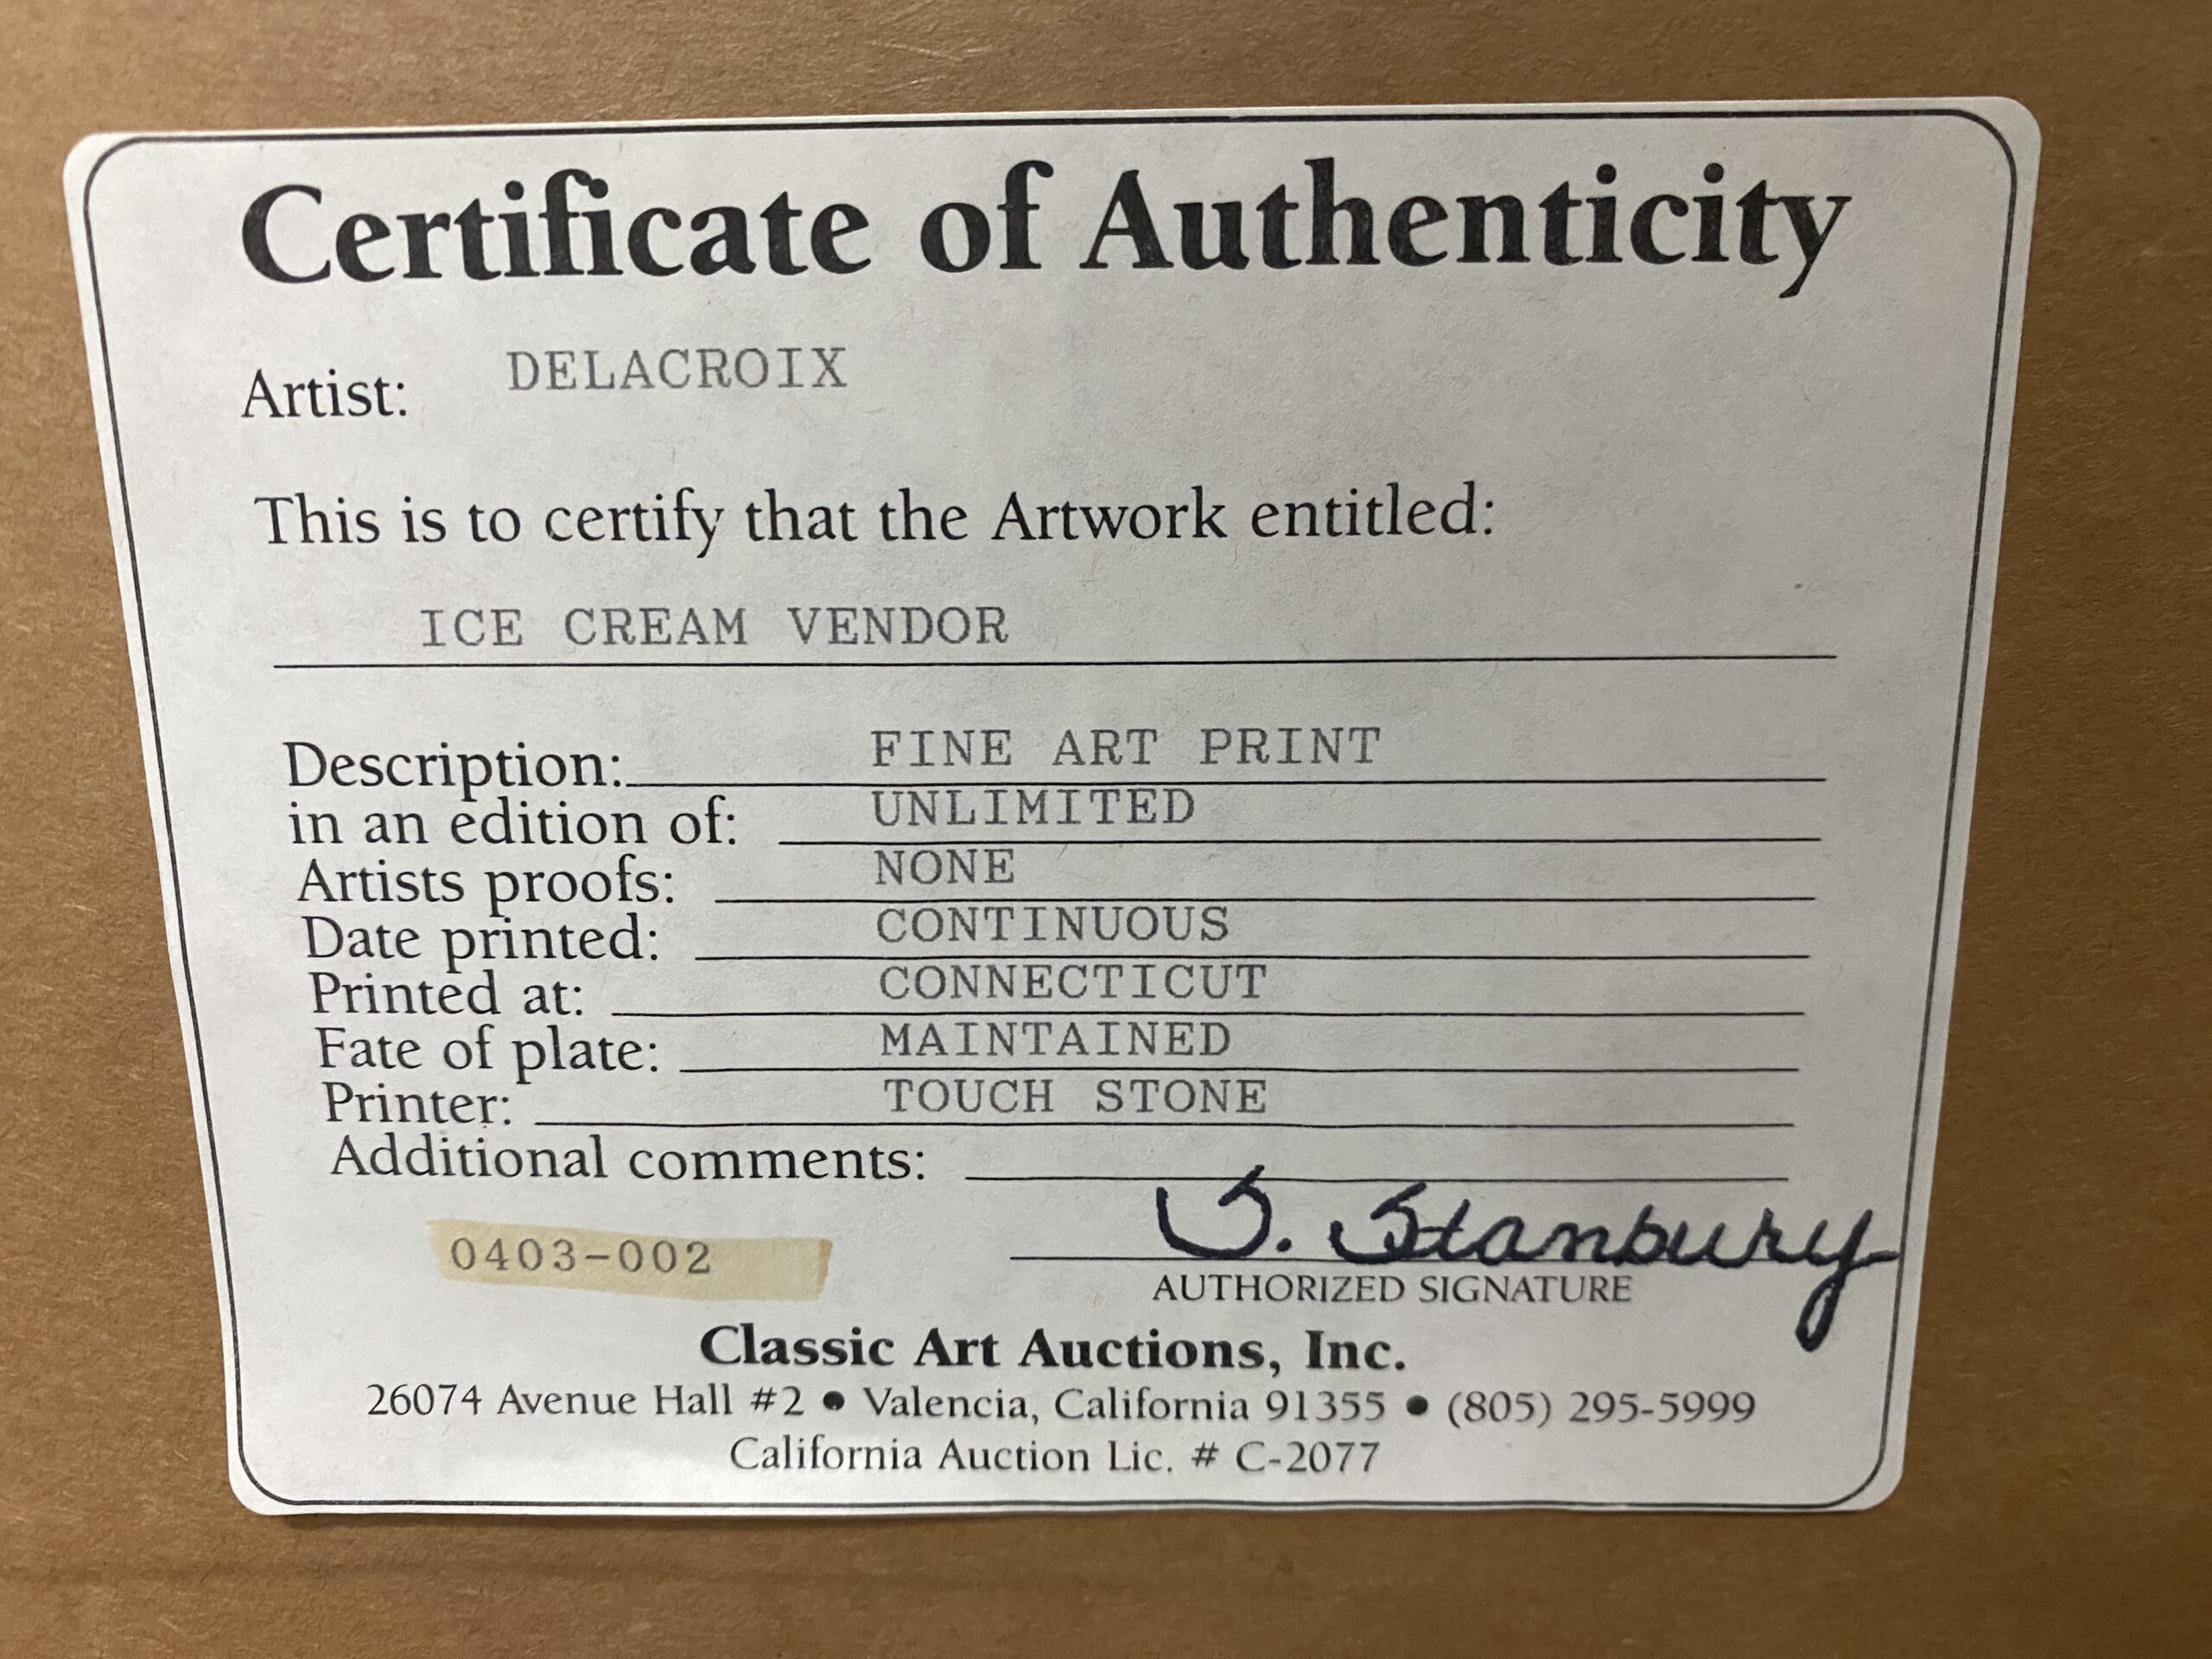 Certificate of Authenticity
Artist: DELACROIX
This is to certify that the Artwork entitled:
ICE CREAM VENDOR
Description: FINE ART PRINT
in an edition of: UNLIMITED
Artists proofs: NONE
Date printed: CONTINUOUS
Printed at: CONNECTICUT
Fate of plate: MAINTAINED
Printer: TOUCH STONE
Additional comments:
S. Stanbury
0403-002
AUTHORIZED SIGNATURE
Classic Art Auctions, Inc.
26074 Avenue Hall #2 • Valencia, California 91355 • (805) 295-5999
California Auction Lic. # C-2077